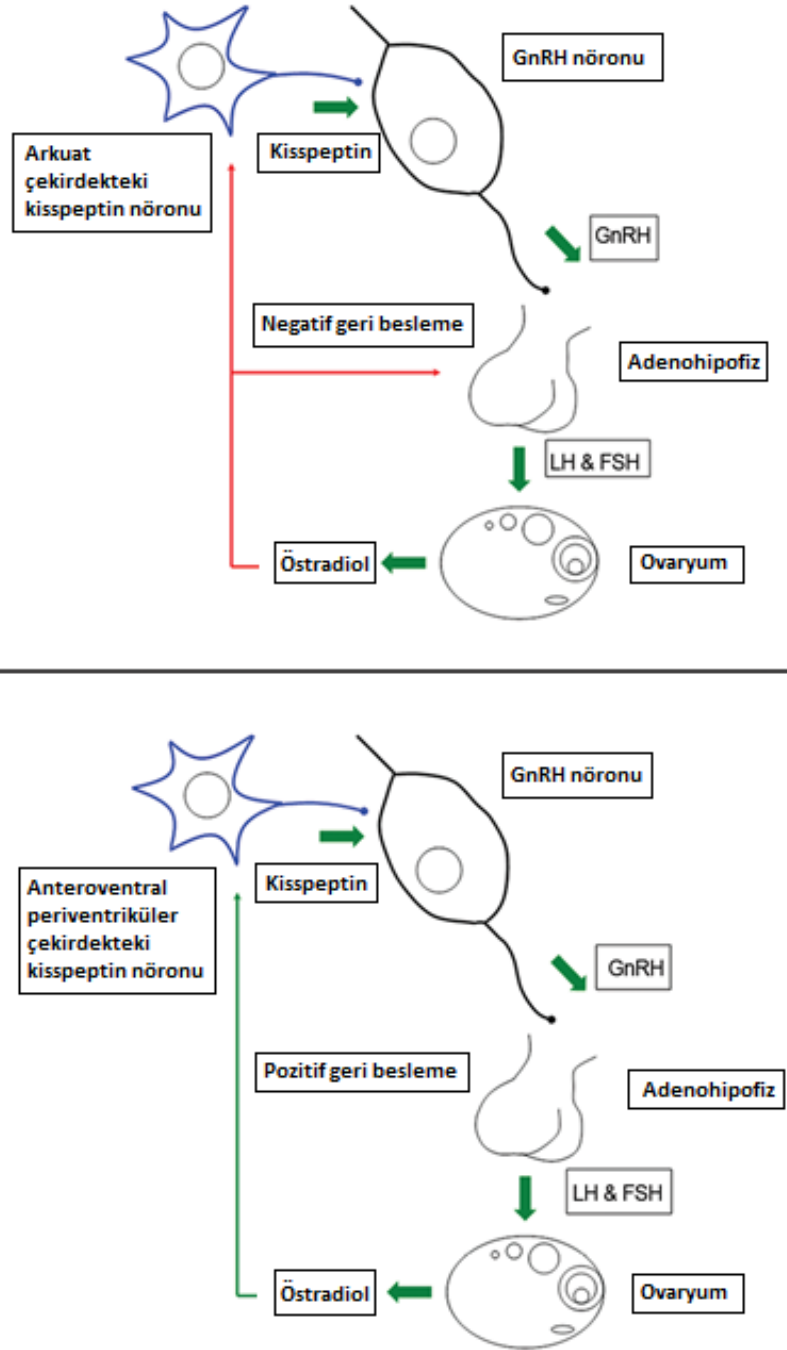 GnRH nöronu
Kisspeptin
Arkuat
çekirdekteki
kisspeptin nöronu
GnRH
Negatif geri besleme
Adenohipofiz
LH & FSH
Östradiol
Ovaryum
GnRH nöronu
Kisspeptin
Anteroventral
periventriküler
çekirdekteki
kisspeptin nöronu
GnRH
Pozitif geri besleme
Adenohipofiz
LH & FSH
Östradiol
Ovaryum